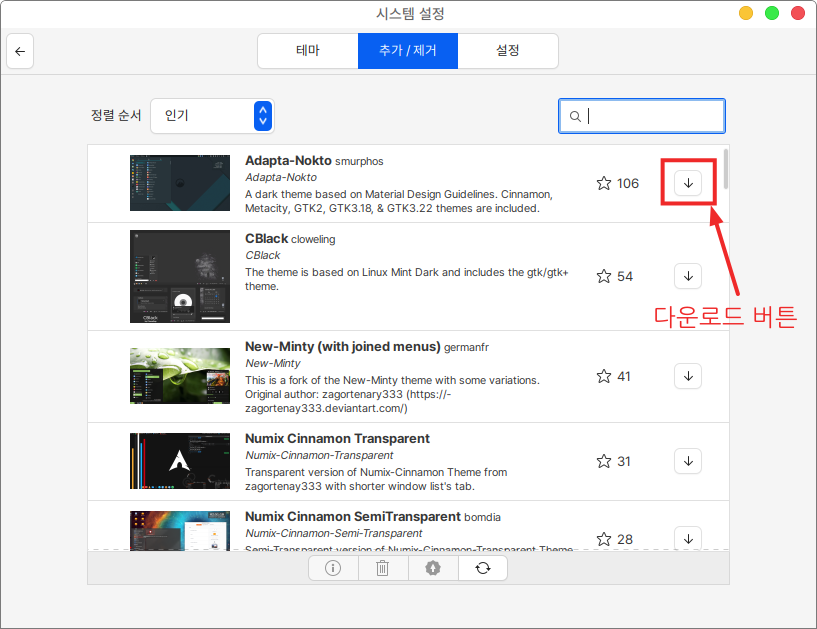 시스템 설정
테마
추가 / 제거
설정
정렬 순서
인기
Adapta-Nokto smurphos
Adapta-Nokto
A dark theme based on Material Design Guidelines. Cinnamon,
Metacity, GTK2, GTK3.18, & GTK3.22 themes are included.
106
CBlack cloweling
CBlack
The theme is based on Linux Mint Dark and includes the gtk/gtk+
theme.
54
다운로드 버튼
New-Minty (with joined menus) germanfr
New-Minty
This is a fork of the New-Minty theme with some variations.
Original author: zagortenary333 (https://-
zagortenay333.deviantart.com/)
41
Numix Cinnamon Transparent
Numix-Cinnamon-Transparent
Transparent version of Numix-Cinnamon Theme from
zagortenay333 with shorter window list's tab.
31
Numix Cinnamon SemiTransparent bomdia
Numix-Cinnamon-Semi-Transparent
Semi-Transparent version of Numix-Cinnamon-Transparent Theme
28